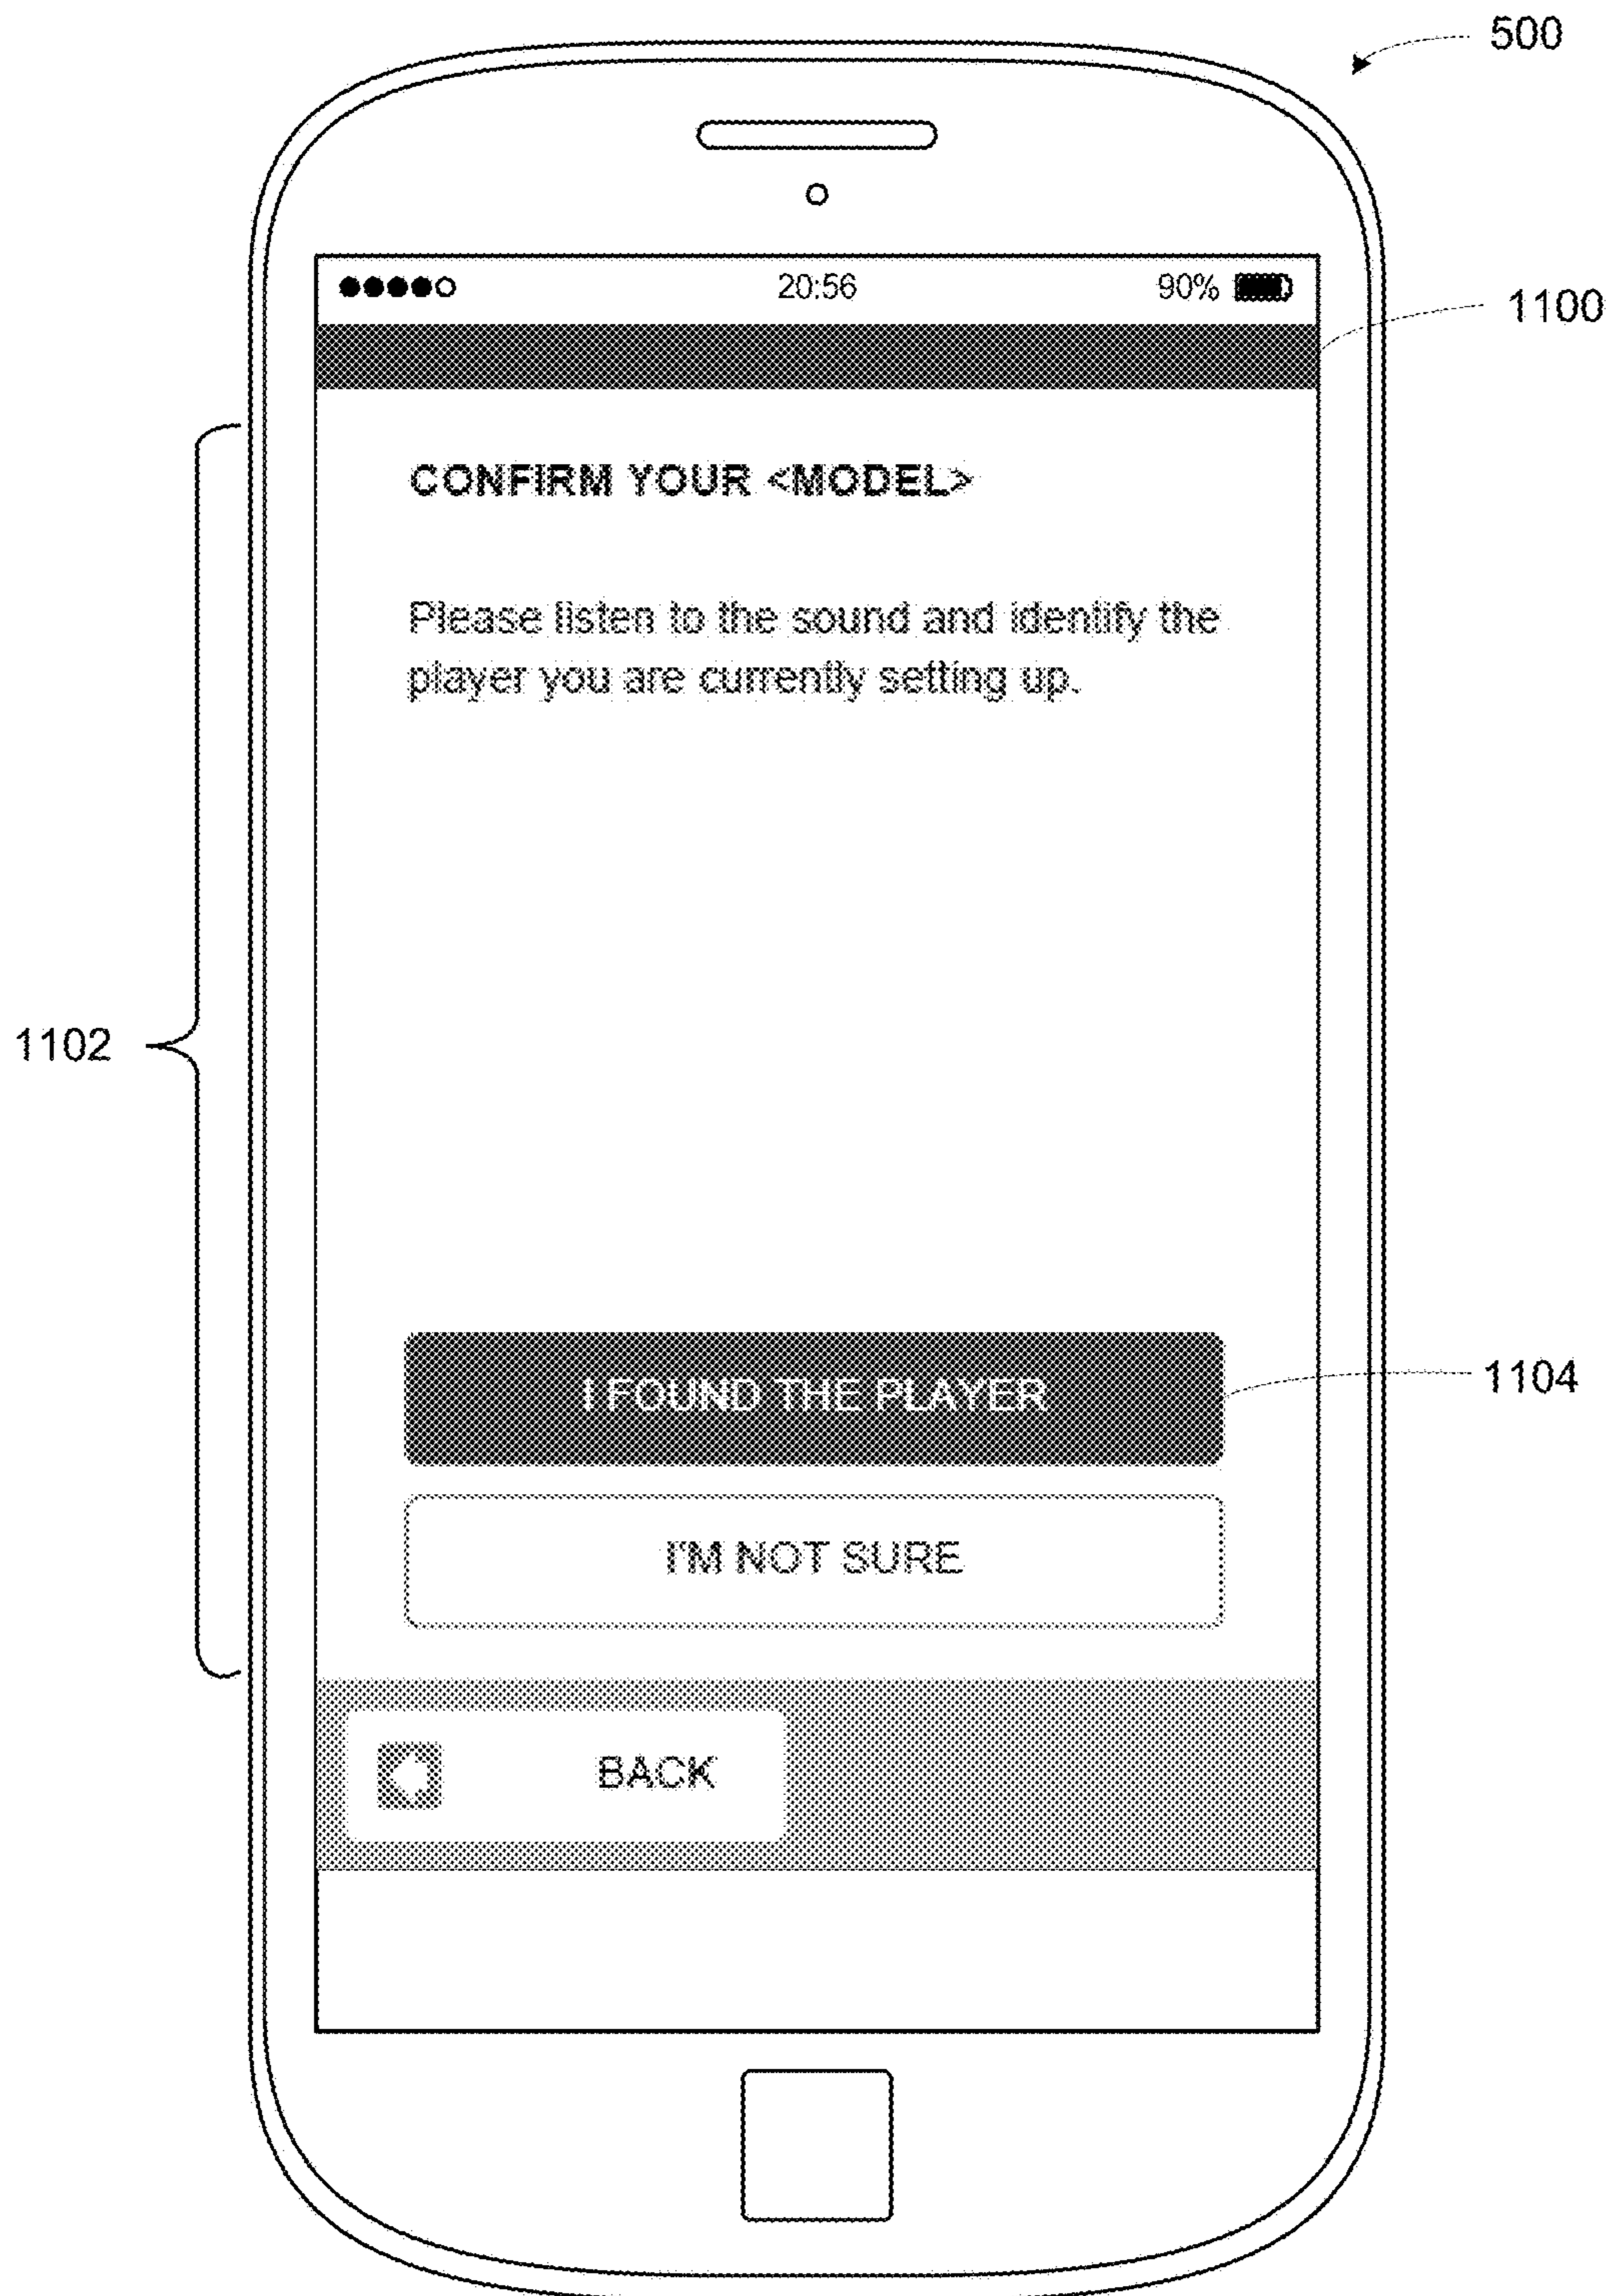 500
20:56 90%
1100
CONFIRM YOUR <MODEL>
Please listen to the sound and identify the
player you are currently setting up.
1102
I FOUND THE PLAYER
1104
I'M NOT SURE
BACK